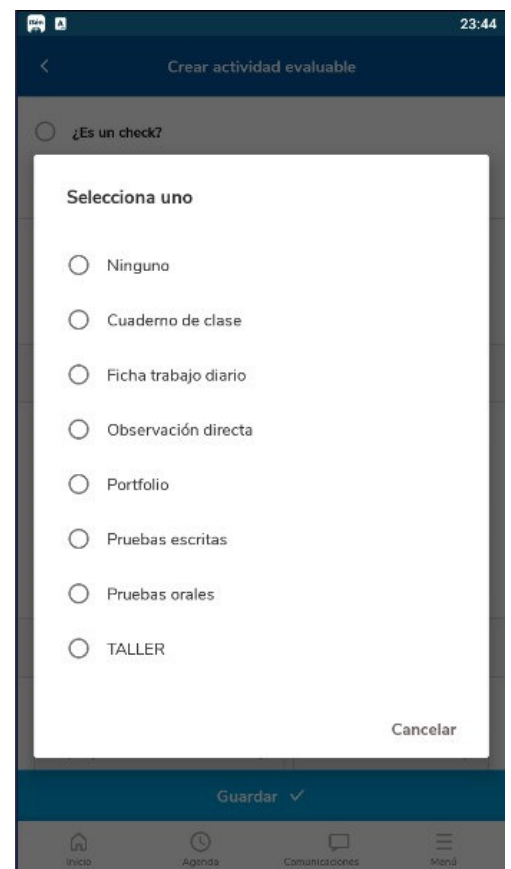 23:44
Crear actividad evaluable
¿Es un check?
Selecciona uno
Ninguno
Cuaderno de clase
Ficha trabajo diario
Observación directa
Portfolio
Pruebas escritas
Pruebas orales
TALLER
Cancelar
Guardar
Inicio Agenda Comunicaciones Menú